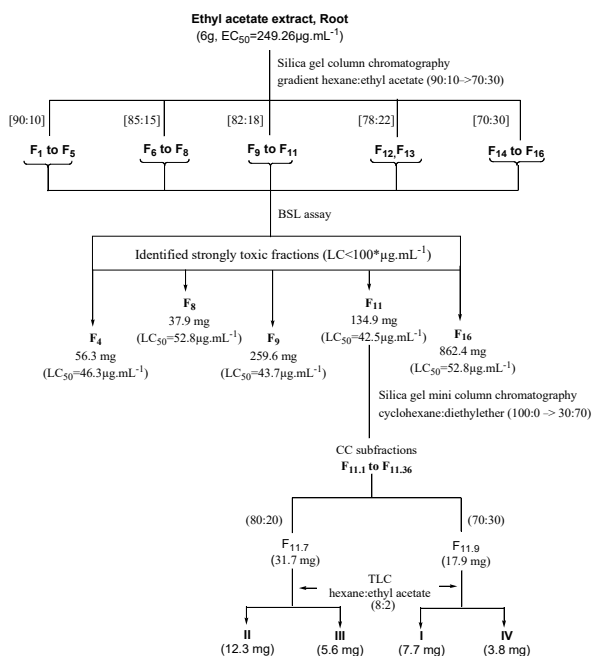 Ethyl acetate extract, Root
(6g, EC50=249.26µg.mL-1)
Silica gel column chromatography
gradient hexane:ethyl acetate (90:10->70:30)
[90:10] [85:15] [82:18] [78:22] [70:30]
F1 to F5 F6 to F8 F9 to F11 F12,F13 F14 to F16
BSL assay
Identified strongly toxic fractions (LC<100*µg.mL-1)
F4
56.3 mg
(LC50=46.3µg.mL-1)
F8
37.9 mg
(LC50=52.8µg.mL-1)
F9
259.6 mg
(LC50=43.7µg.mL-1)
F11
134.9 mg
(LC50=42.5µg.mL-1)
F16
862.4 mg
(LC50=52.8µg.mL-1)
Silica gel mini column chromatography
cyclohexane:diethylether (100:0 -> 30:70)
CC subfractions
F11.1 to F11.36
(80:20) (70:30)
F11.7
(31.7 mg)
F11.9
(17.9 mg)
TLC
hexane:ethyl acetate
(8:2)
II
(12.3 mg)
III
(5.6 mg)
I
(7.7 mg)
IV
(3.8 mg)